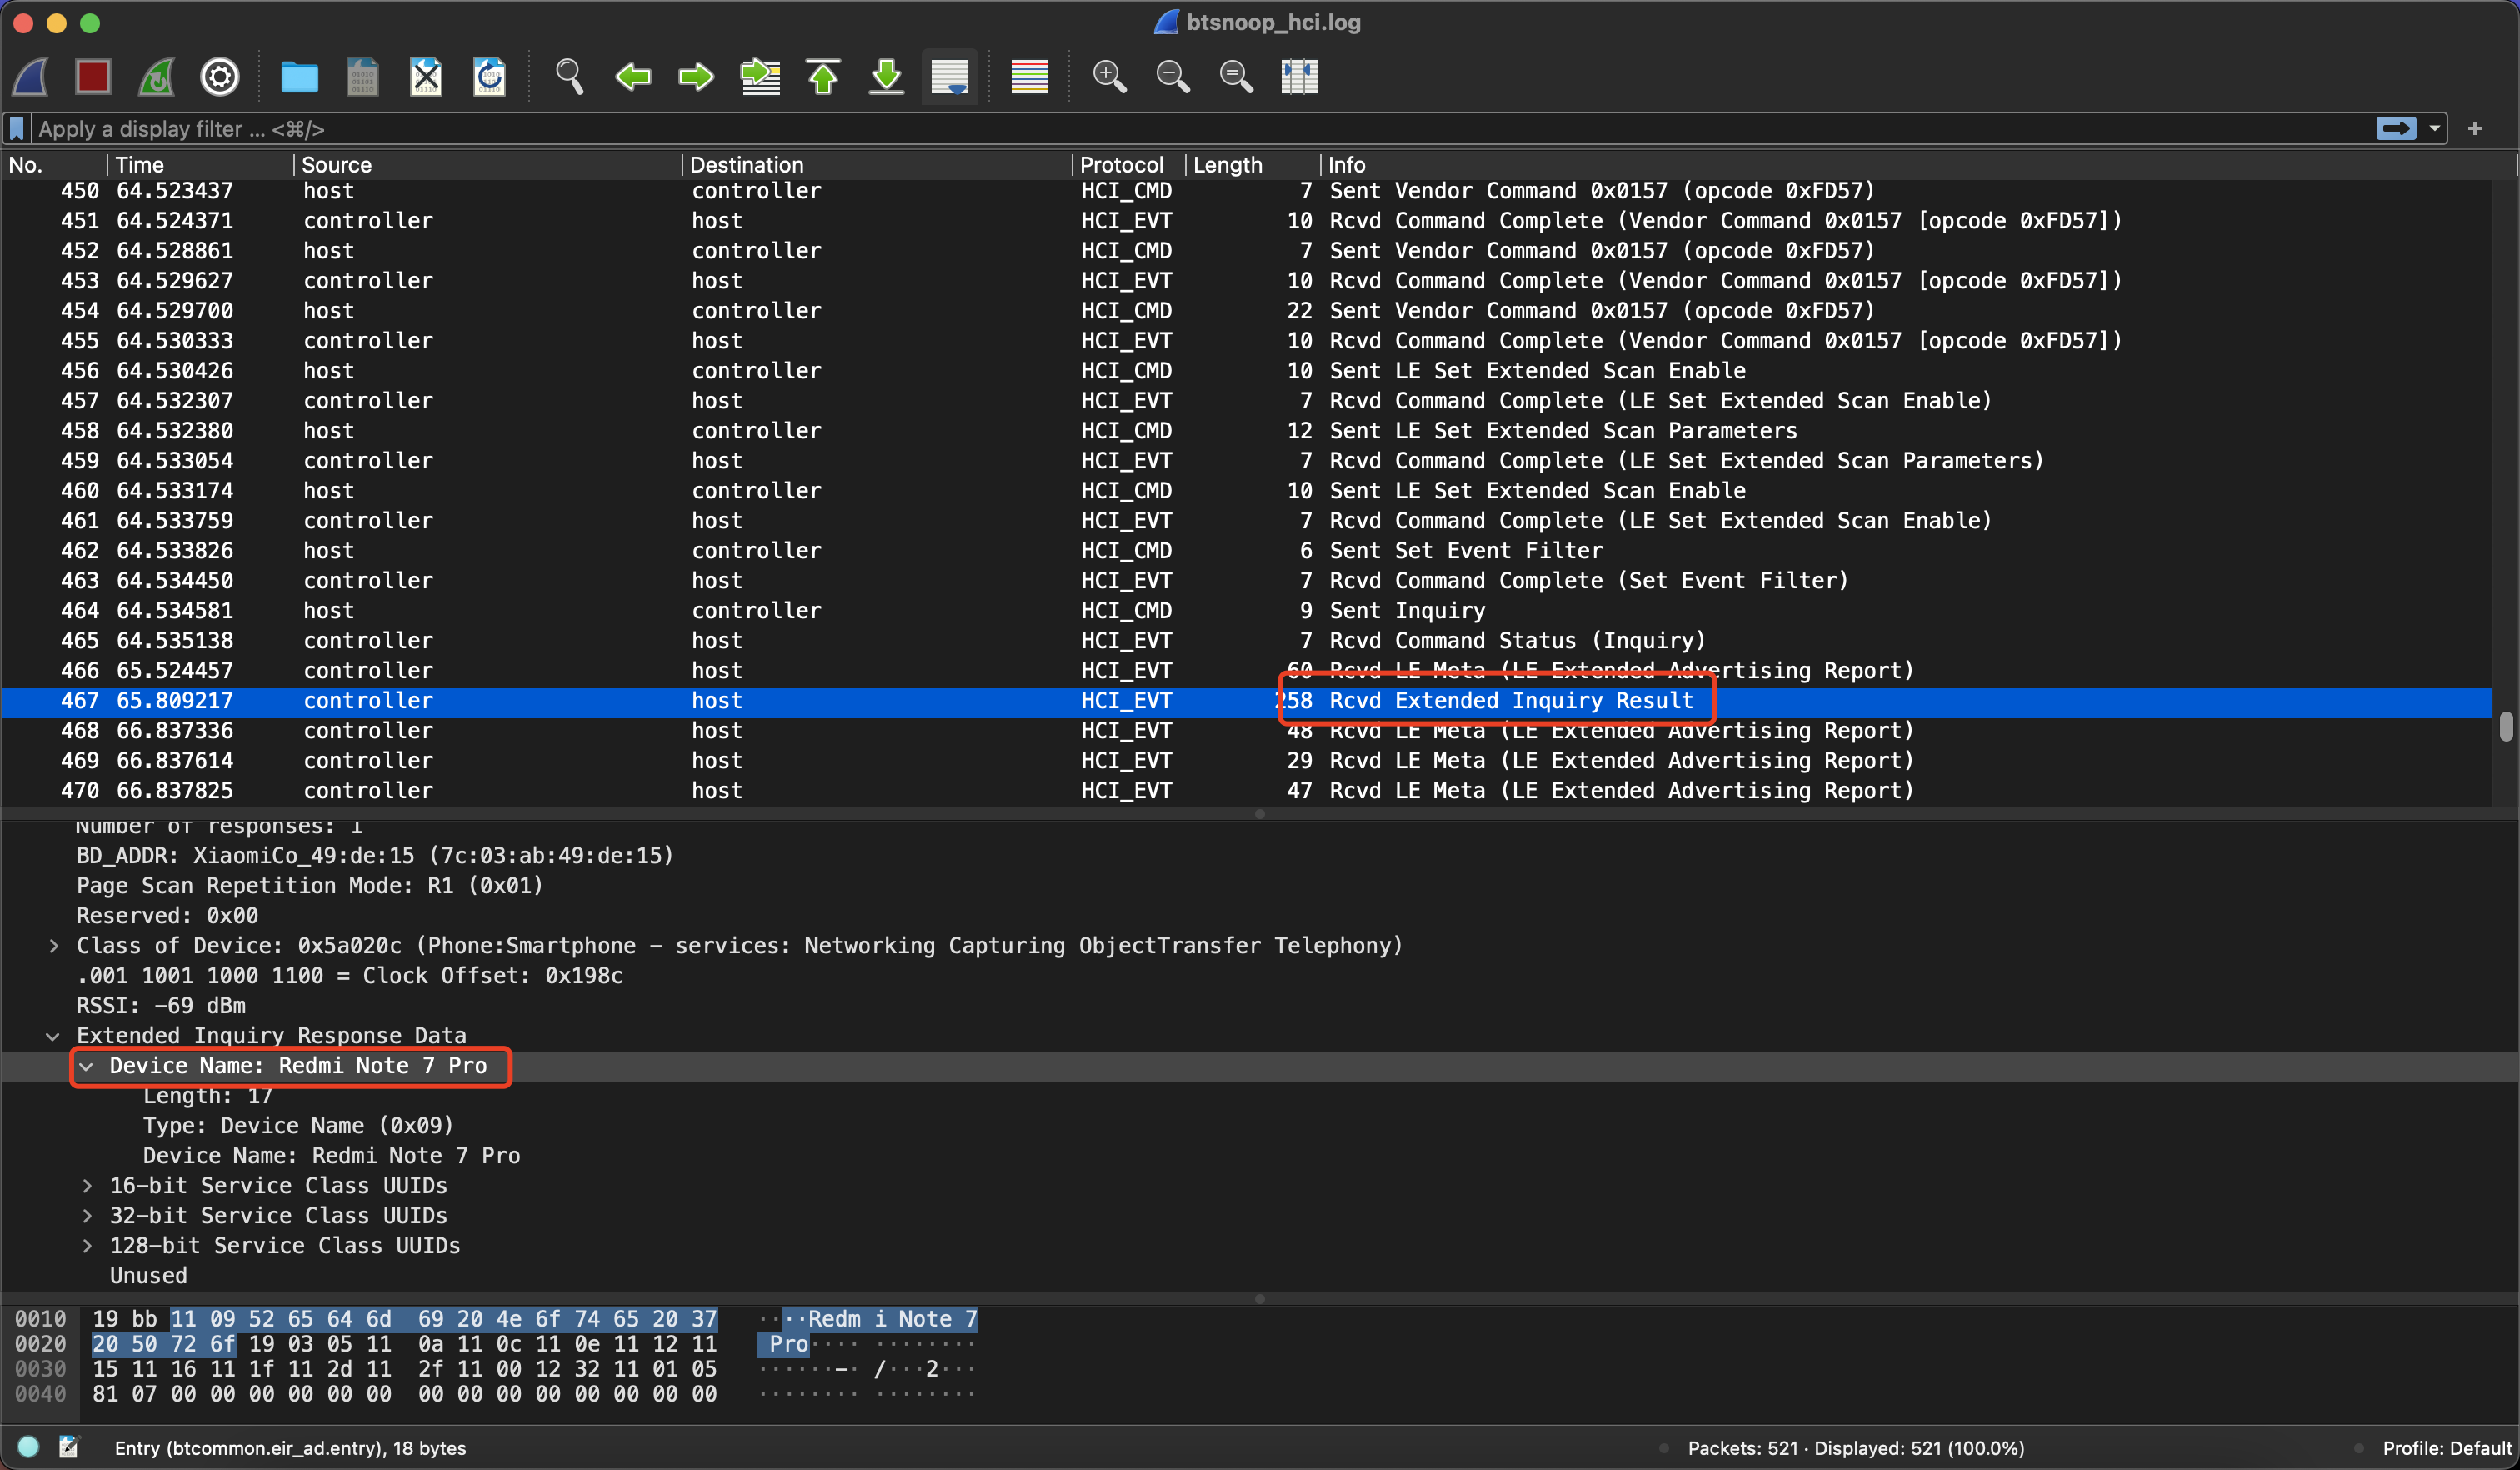 btsnoop_hci.log
Apply a display filter ... <⌘/>
No. Time Source Destination Protocol Length Info
450 64.523437 host controller HCI_CMD 7 Sent Vendor Command 0x0157 (opcode 0xFD57)
451 64.524371 controller host HCI_EVT 10 Rcvd Command Complete (Vendor Command 0x0157 [opcode 0xFD57])
452 64.528861 host controller HCI_CMD 7 Sent Vendor Command 0x0157 (opcode 0xFD57)
453 64.529627 controller host HCI_EVT 10 Rcvd Command Complete (Vendor Command 0x0157 [opcode 0xFD57])
454 64.529700 host controller HCI_CMD 22 Sent Vendor Command 0x0157 (opcode 0xFD57)
455 64.530333 controller host HCI_EVT 10 Rcvd Command Complete (Vendor Command 0x0157 [opcode 0xFD57])
456 64.530426 host controller HCI_CMD 10 Sent LE Set Extended Scan Enable
457 64.532307 controller host HCI_EVT 7 Rcvd Command Complete (LE Set Extended Scan Enable)
458 64.532380 host controller HCI_CMD 12 Sent LE Set Extended Scan Parameters
459 64.533054 controller host HCI_EVT 7 Rcvd Command Complete (LE Set Extended Scan Parameters)
460 64.533174 host controller HCI_CMD 10 Sent LE Set Extended Scan Enable
461 64.533759 controller host HCI_EVT 7 Rcvd Command Complete (LE Set Extended Scan Enable)
462 64.533826 host controller HCI_CMD 6 Sent Set Event Filter
463 64.534450 controller host HCI_EVT 7 Rcvd Command Complete (Set Event Filter)
464 64.534581 host controller HCI_CMD 9 Sent Inquiry
465 64.535138 controller host HCI_EVT 7 Rcvd Command Status (Inquiry)
466 65.524457 controller host HCI_EVT 60 Rcvd LE Meta (LE Extended Advertising Report)
467 65.809217 controller host HCI_EVT 258 Rcvd Extended Inquiry Result
468 66.837336 controller host HCI_EVT 48 Rcvd LE Meta (LE Extended Advertising Report)
469 66.837614 controller host HCI_EVT 29 Rcvd LE Meta (LE Extended Advertising Report)
470 66.837825 controller host HCI_EVT 47 Rcvd LE Meta (LE Extended Advertising Report)
Number of responses: 1
BD_ADDR: XiaomiCo_49:de:15 (7c:03:ab:49:de:15)
Page Scan Repetition Mode: R1 (0x01)
Reserved: 0x00
Class of Device: 0x5a020c (Phone:Smartphone – services: Networking Capturing ObjectTransfer Telephony)
.001 1001 1000 1100 = Clock Offset: 0x198c
RSSI: –69 dBm
Extended Inquiry Response Data
Device Name: Redmi Note 7 Pro
Length: 17
Type: Device Name (0x09)
Device Name: Redmi Note 7 Pro
16–bit Service Class UUIDs
32–bit Service Class UUIDs
128–bit Service Class UUIDs
Unused
0010 19 bb 11 09 52 65 64 6d 69 20 4e 6f 74 65 20 37 ····Redm i Note 7
0020 20 50 72 6f 19 03 05 11 0a 11 0c 11 0e 11 12 11 Pro···· ········
0030 15 11 16 11 1f 11 2d 11 2f 11 00 12 32 11 01 05 ······–· /···2···
0040 81 07 00 00 00 00 00 00 00 00 00 00 00 00 00 00 ········ ········
Entry (btcommon.eir_ad.entry), 18 bytes
Packets: 521 · Displayed: 521 (100.0%)
Profile: Default